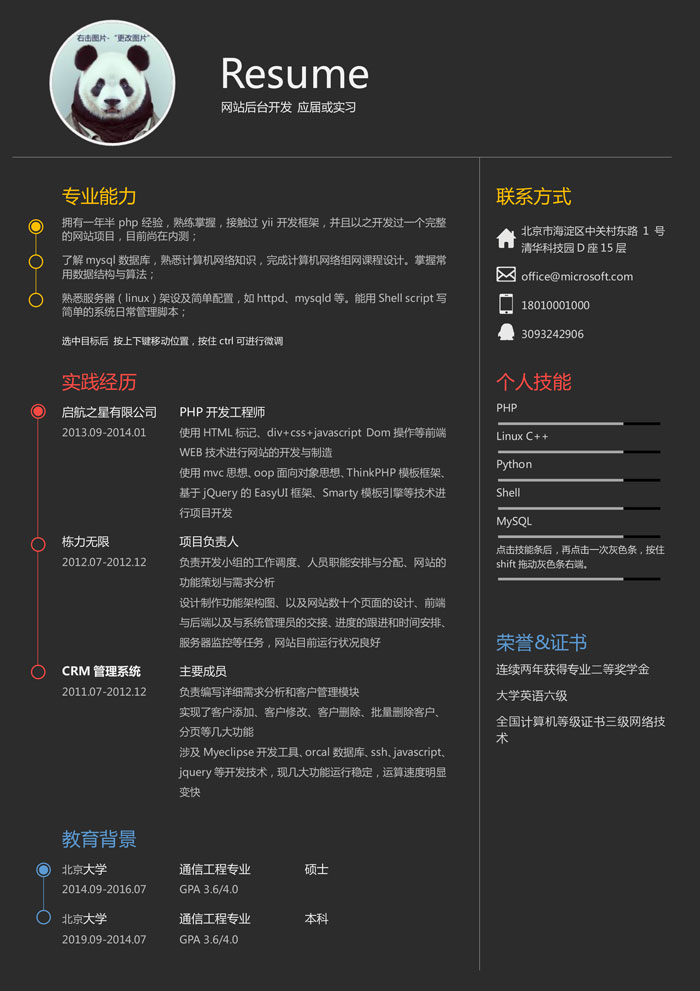 右击图片-“更改图片”
Resume
网站后台开发 应届或实习
专业能力
拥有一年半 php 经验，熟练掌握，接触过 yii 开发框架，并且以之开发过一个完整
的网站项目，目前尚在内测；
了解 mysql 数据库，熟悉计算机网络知识，完成计算机网络组网课程设计。掌握常
用数据结构与算法；
熟悉服务器（linux）架设及简单配置，如 httpd、mysqld 等。能用 Shell script 写
简单的系统日常管理脚本；
选中目标后 按上下键移动位置，按住 ctrl 可进行微调
实践经历
启航之星有限公司 PHP 开发工程师
2013.09-2014.01 使用 HTML 标记、div+css+javascript Dom 操作等前端
WEB 技术进行网站的开发与制造
使用 mvc 思想、oop 面向对象思想、ThinkPHP 模板框架、
基于 jQuery 的 EasyUI 框架、Smarty 模板引擎等技术进
行项目开发
栋力无限 项目负责人
2012.07-2012.12 负责开发小组的工作调度、人员职能安排与分配、网站的
功能策划与需求分析
设计制作功能架构图、以及网站数十个页面的设计、前端
与后端以及与系统管理员的交接、进度的跟进和时间安排、
服务器监控等任务，网站目前运行状况良好
CRM 管理系统 主要成员
2011.07-2012.12 负责编写详细需求分析和客户管理模块
实现了客户添加、客户修改、客户删除、批量删除客户、
分页等几大功能
涉及 Myeclipse 开发工具、orcal 数据库、ssh、javascript、
jquery 等开发技术，现几大功能运行稳定，运算速度明显
变快
教育背景
北京大学 通信工程专业 硕士
2014.09-2016.07 GPA 3.6/4.0
北京大学 通信工程专业 本科
2019.09-2014.07 GPA 3.6/4.0
联系方式
北京市海淀区中关村东路 1 号
清华科技园 D 座 15 层
office@microsoft.com
18010001000
3093242906
个人技能
PHP
Linux C++
Python
Shell
MySQL
点击技能条后，再点击一次灰色条，按住
shift 拖动灰色条右端。
荣誉&证书
连续两年获得专业二等奖学金
大学英语六级
全国计算机等级证书三级网络技
术